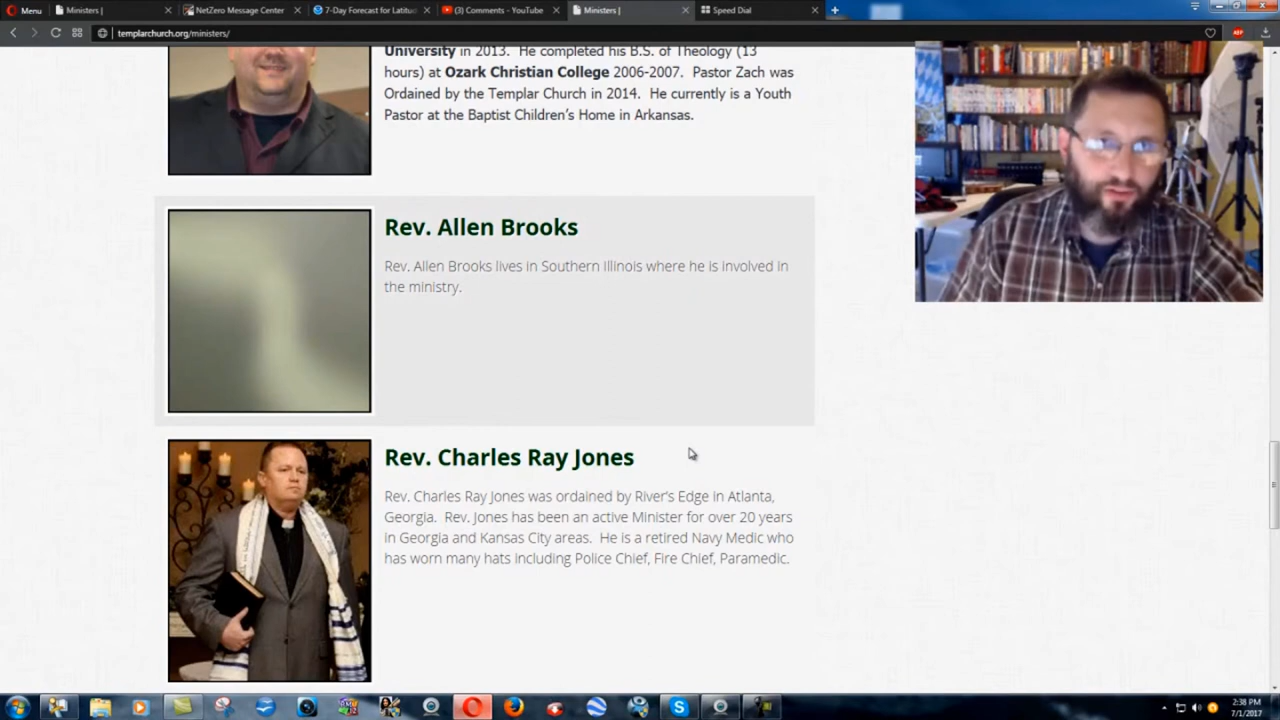 Menu
Ministers |
NetZero Message Center
7-Day Forecast for Latitud
(3) Comments - YouTube
Ministers |
Speed Dial
templarchurch.org/ministers/
ABP
University in 2013. He completed his B.S. of Theology (13
hours) at Ozark Christian College 2006-2007. Pastor Zach was
Ordained by the Templar Church in 2014. He currently is a Youth
Pastor at the Baptist Children's Home in Arkansas.
Rev. Allen Brooks
Rev. Allen Brooks lives in Southern Illinois where he is involved in
the ministry.
Rev. Charles Ray Jones
Rev. Charles Ray Jones was ordained by River's Edge in Atlanta,
Georgia. Rev. Jones has been an active Minister for over 20 years
in Georgia and Kansas City areas. He is a retired Navy Medic who
has worn many hats including Police Chief, Fire Chief, Paramedic.
2:38 PM
7/1/2017